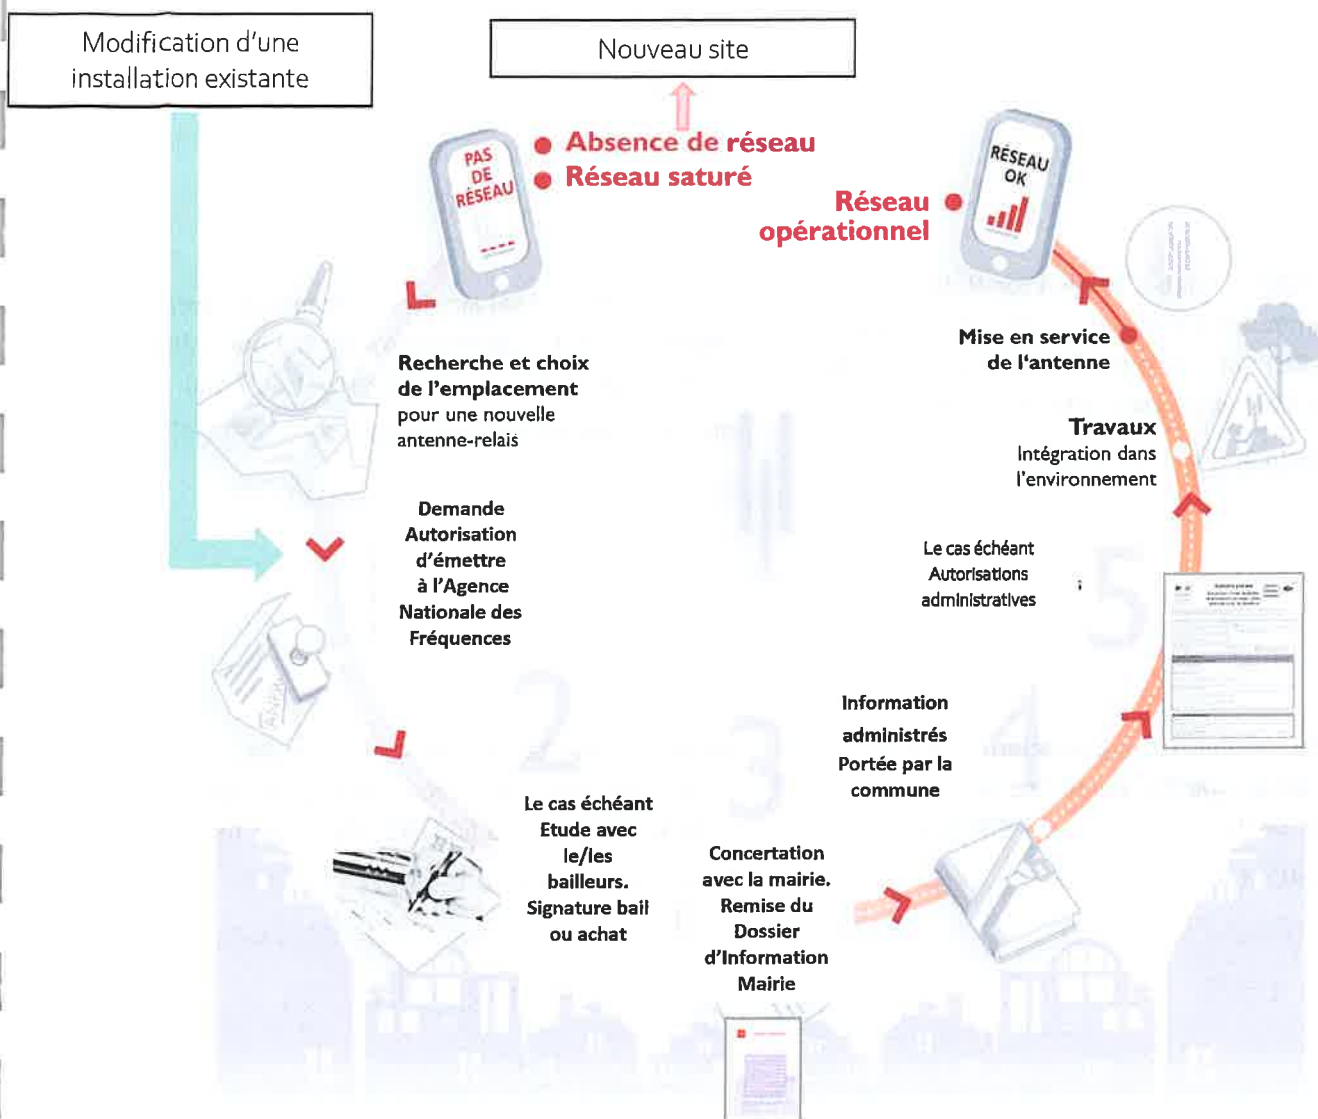 Modification d'une
installation existante
Nouveau site
PAS
DE
RÉSEAU
Absence de réseau
Réseau saturé
RÉSEAU
OK
Réseau
opérationnel
Recherche et choix
de l'emplacement
pour une nouvelle
antenne-relais
Demande
Autorisation
d'émettre
à l'Agence
Nationale des
Fréquences
Le cas échéant
Etude avec
le/les
bailleurs.
Signature bail
ou achat
Concertation
avec la mairie.
Remise du
Dossier
d'Information
Mairie
Information
administrés
Portée par la
commune
Le cas échéant
Autorisations
administratives
;
Travaux
Intégration dans
l'environnement
Mise en service
de l'antenne
2
3
4
5